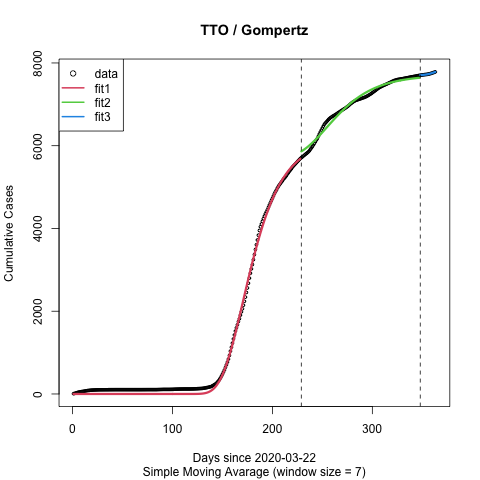 TTO / Gompertz
data
fit1
fit2
fit3
Cumulative Cases
0
2000
4000
6000
8000
0
100
200
300
Days since 2020-03-22
Simple Moving Avarage (window size = 7)